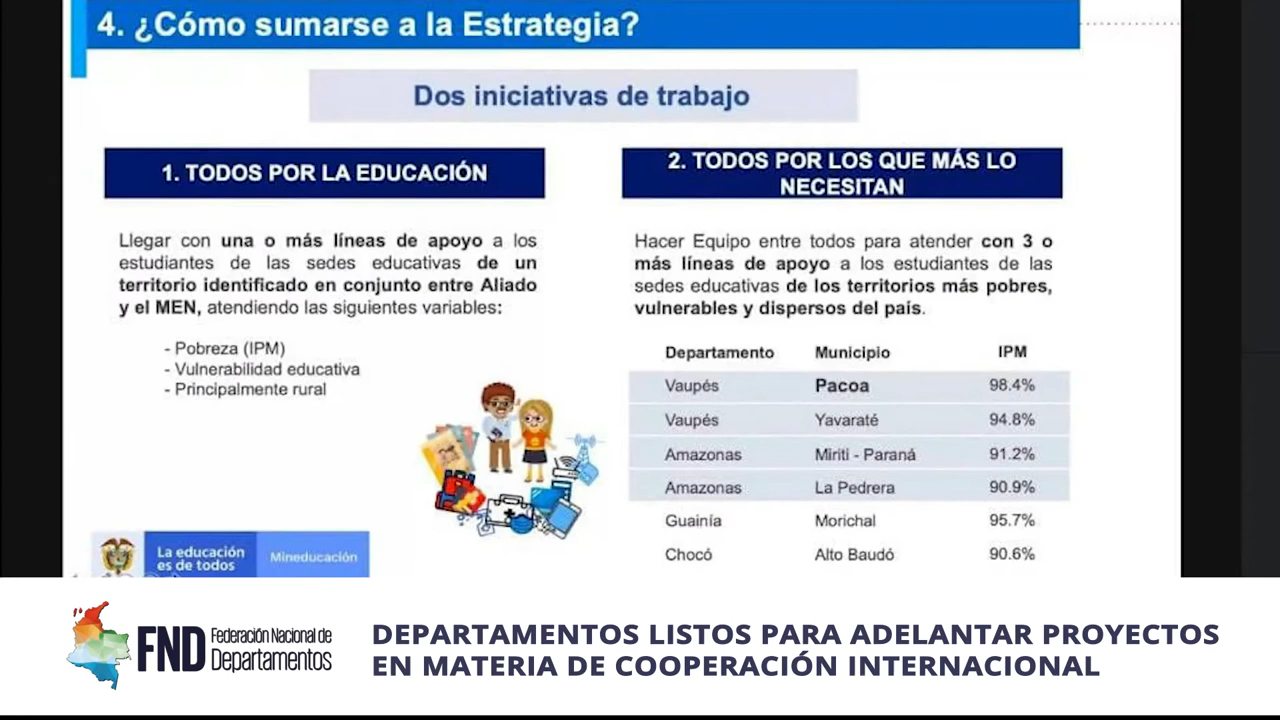 4. ¿Cómo sumarse a la Estrategia?
Dos iniciativas de trabajo
1. TODOS POR LA EDUCACIÓN
Llegar con una o más líneas de apoyo a los
estudiantes de las sedes educativas de un
territorio identificado en conjunto entre Aliado
y el MEN, atendiendo las siguientes variables:
- Pobreza (IPM)
- Vulnerabilidad educativa
- Principalmente rural
2. TODOS POR LOS QUE MÁS LO
NECESITAN
Hacer Equipo entre todos para atender con 3 o
más líneas de apoyo a los estudiantes de las
sedes educativas de los territorios más pobres,
vulnerables y dispersos del país.
Departamento Municipio IPM
Vaupés Pacoa 98.4%
Vaupés Yavaraté 94.8%
Amazonas Miriti - Paraná 91.2%
Amazonas La Pedrera 90.9%
Guainía Morichal 95.7%
Chocó Alto Baudó 90.6%
La educación
es de todos
Mineducación
FND Federación Nacional de
Departamentos
DEPARTAMENTOS LISTOS PARA ADELANTAR PROYECTOS
EN MATERIA DE COOPERACIÓN INTERNACIONAL